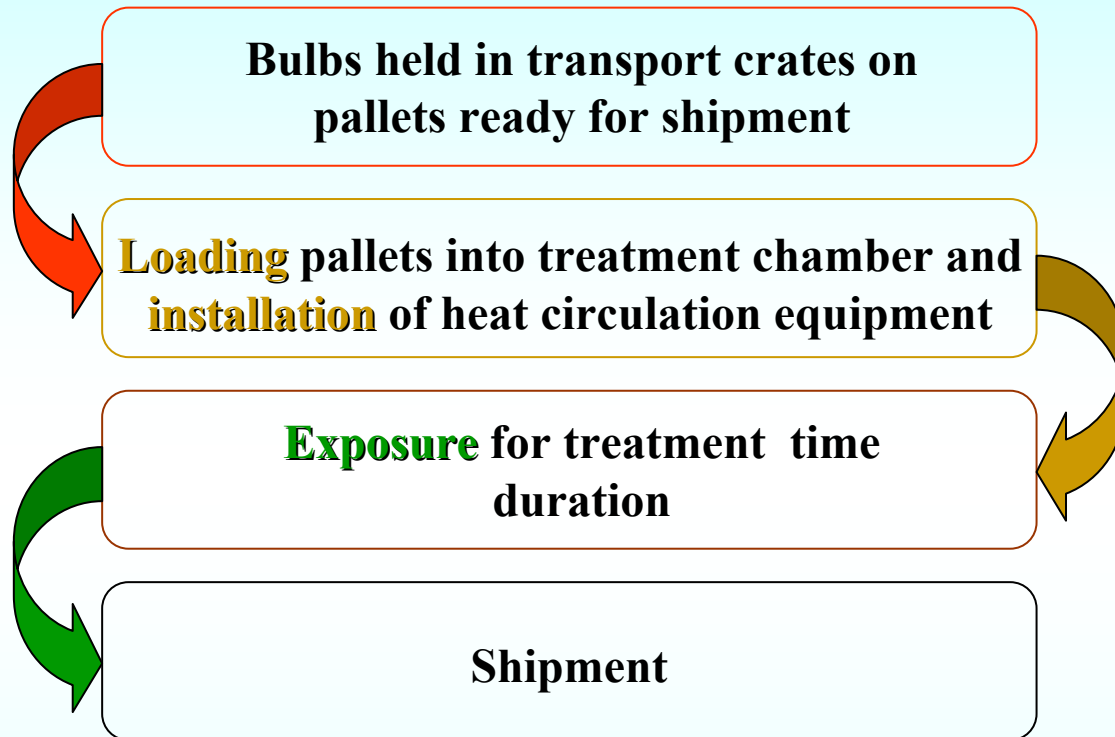 Bulbs held in transport crates on
pallets ready for shipment
Loading pallets into treatment chamber and
installation of heat circulation equipment
Exposure for treatment  time
duration
Shipment